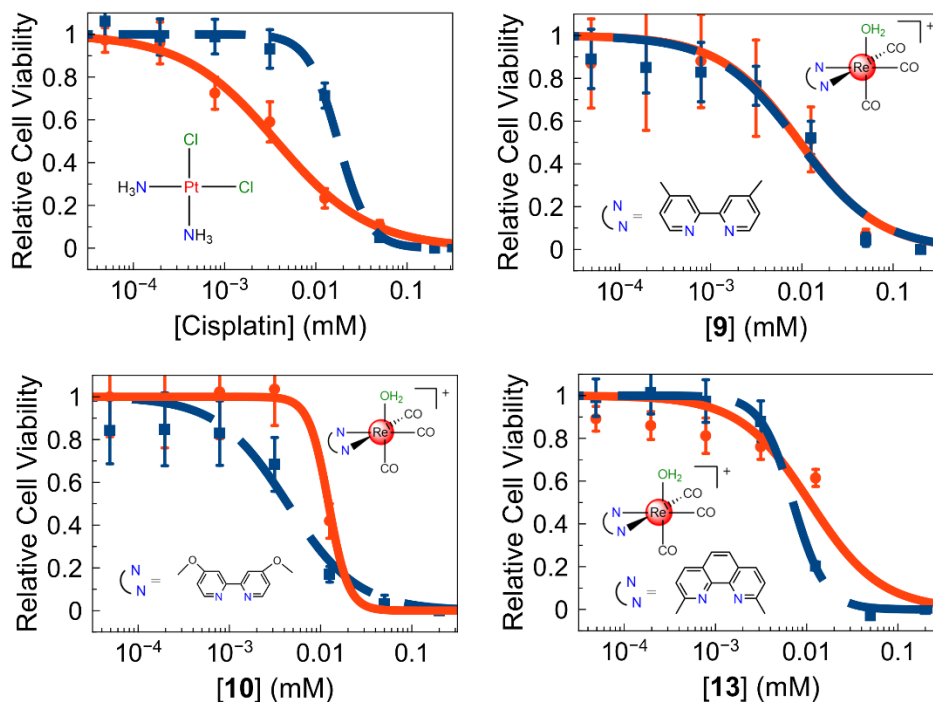 Relative Cell Viability
1
0.8
0.6
0.4
0.2
0
Cl
H₃N
Pt
Cl
NH₃
10⁻⁴
10⁻³
0.01
0.1
[Cisplatin] (mM)
Relative Cell Viability
1
0.8
0.6
0.4
0.2
0
+
OH₂
CO
N
Re
CO
N
CO
N
N
=
N
N
10⁻⁴
10⁻³
0.01
0.1
[9] (mM)
Relative Cell Viability
1
0.8
0.6
0.4
0.2
0
+
OH₂
CO
N
Re
CO
N
CO
N
N
=
O
O
N
N
10⁻⁴
10⁻³
0.01
0.1
[10] (mM)
Relative Cell Viability
1
0.8
0.6
0.4
0.2
0
+
OH₂
CO
N
Re
CO
N
CO
N
N
=
N
N
10⁻⁴
10⁻³
0.01
0.1
[13] (mM)